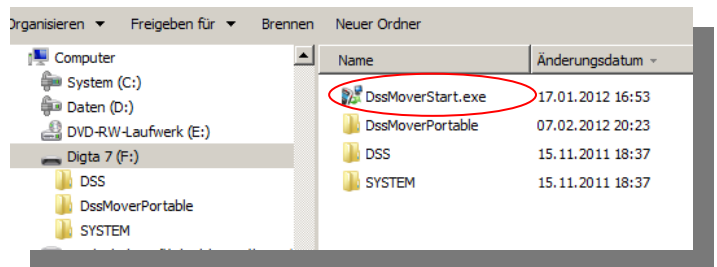 Organisieren Freigeben für Brennen Neuer Ordner
Computer
System (C:)
Daten (D:)
DVD-RW-Laufwerk (E:)
Digta 7 (F:)
DSS
DssMoverPortable
SYSTEM
Name Änderungsdatum
DssMoverStart.exe 17.01.2012 16:53
DssMoverPortable 07.02.2012 20:23
DSS 15.11.2011 18:37
SYSTEM 15.11.2011 18:37